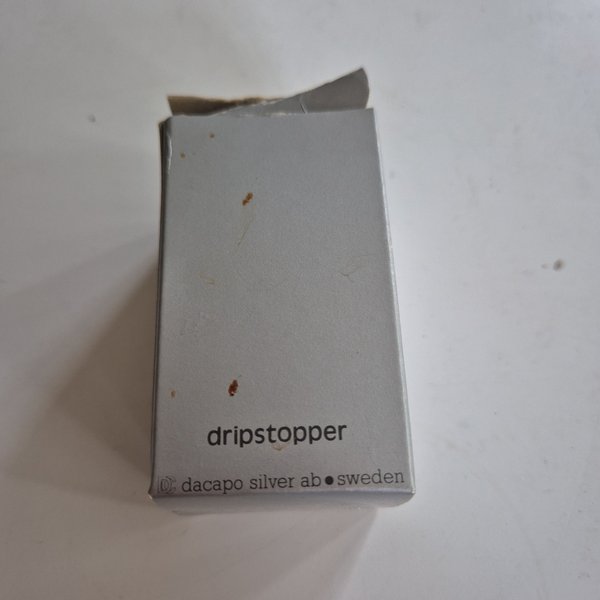 dripstopper
dacapo silver ab●sweden